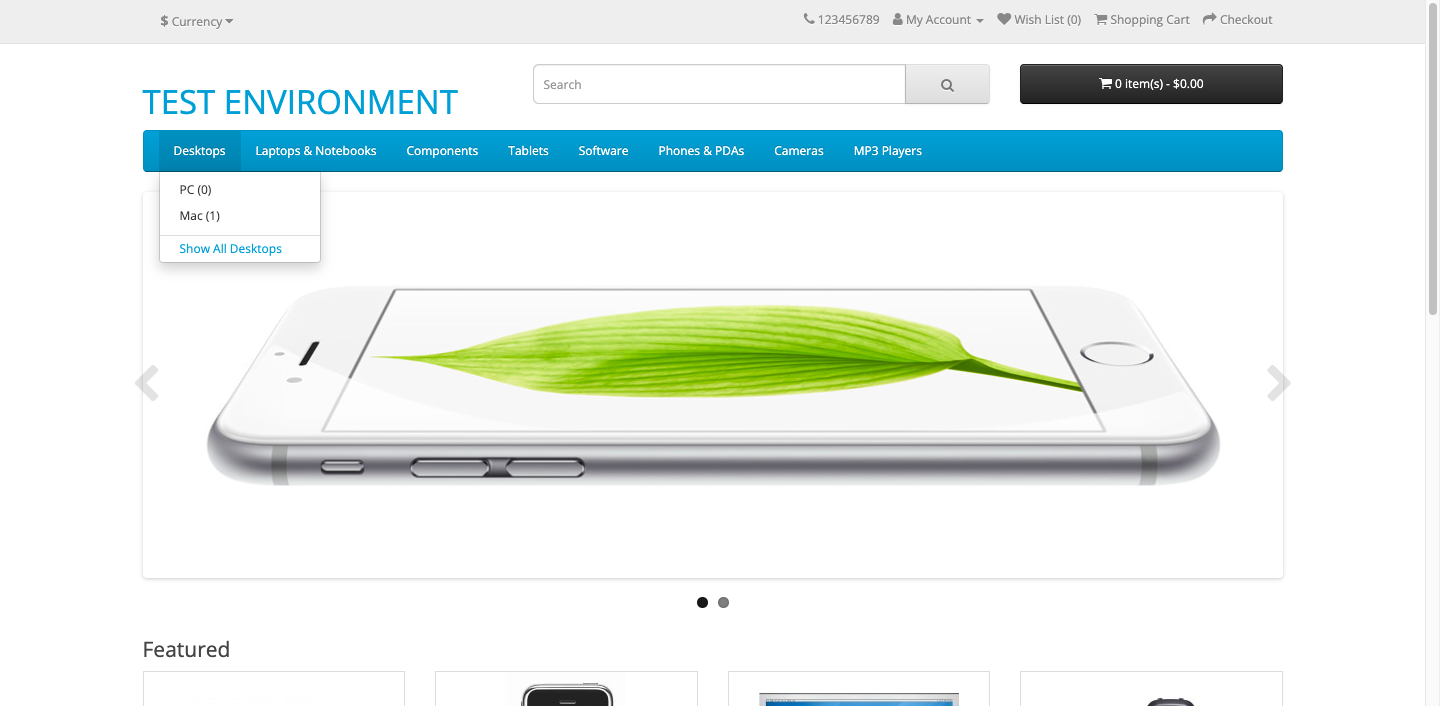 $ Currency
123456789 My Account Wish List (0) Shopping Cart Checkout
TEST ENVIRONMENT
Search
0 item(s) - $0.00
Desktops Laptops & Notebooks Components Tablets Software Phones & PDAs Cameras MP3 Players
PC (0)
Mac (1)
Show All Desktops
Featured